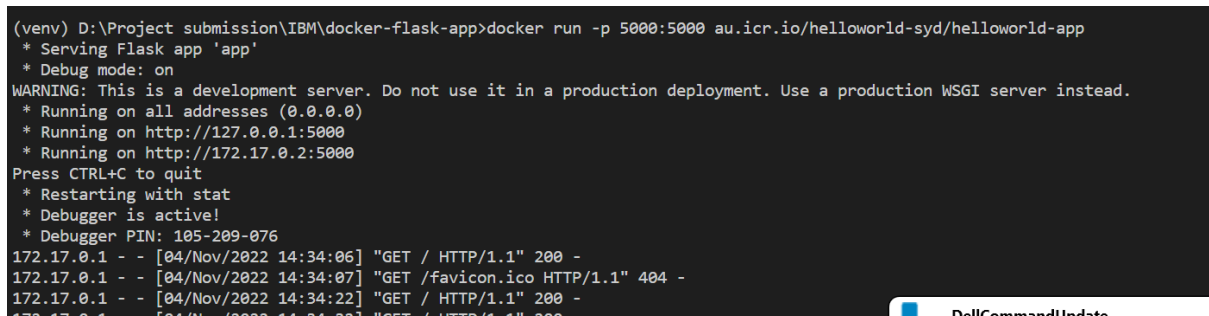 (venv) D:\Project submission\IBM\docker-flask-app>docker run -p 5000:5000 au.icr.io/helloworld-syd/helloworld-app
 * Serving Flask app 'app'
 * Debug mode: on
WARNING: This is a development server. Do not use it in a production deployment. Use a production WSGI server instead.
 * Running on all addresses (0.0.0.0)
 * Running on http://127.0.0.1:5000
 * Running on http://172.17.0.2:5000
Press CTRL+C to quit
 * Restarting with stat
 * Debugger is active!
 * Debugger PIN: 105-209-076
172.17.0.1 - - [04/Nov/2022 14:34:06] "GET / HTTP/1.1" 200 -
172.17.0.1 - - [04/Nov/2022 14:34:07] "GET /favicon.ico HTTP/1.1" 404 -
172.17.0.1 - - [04/Nov/2022 14:34:22] "GET / HTTP/1.1" 200 -
DellCommandUpdate